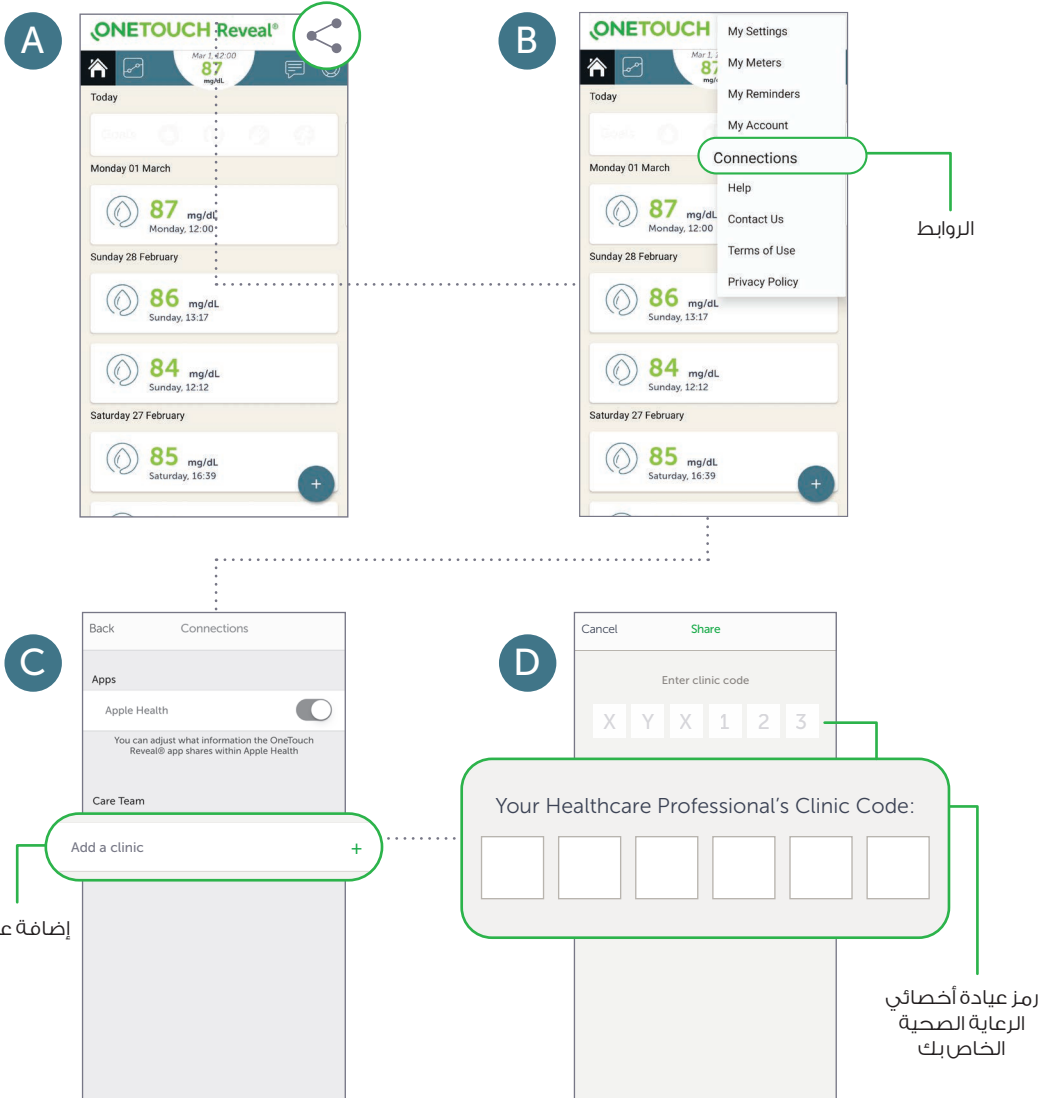 A
ONETOUCH Reveal®
Mar 1, 12:00
87
mg/dL
Today
Goals
Monday 01 March
87 mg/dL
Monday, 12:00
Sunday 28 February
86 mg/dL
Sunday, 13:17
84 mg/dL
Sunday, 12:12
Saturday 27 February
85 mg/dL
Saturday, 16:39
+
B
ONETOUCH
Mar 1,
87
Today
Monday 01 March
87 mg/dL
Monday, 12:00
Sunday 28 February
86 mg/dL
Sunday, 13:17
84 mg/dL
Sunday, 12:12
Saturday 27 February
85 mg/dL
Saturday, 16:39
+
My Settings
My Meters
My Reminders
My Account
Connections
Help
Contact Us
Terms of Use
Privacy Policy
الروابط
C
Back Connections
Apps
Apple Health
You can adjust what information the OneTouch
Reveal® app shares within Apple Health
Care Team
Add a clinic +
إضافة
D
Cancel Share
Enter clinic code
X Y X 1 2 3
Your Healthcare Professional's Clinic Code:
رمز عيادة أخصائي
الرعاية الصحية
الخاص بك